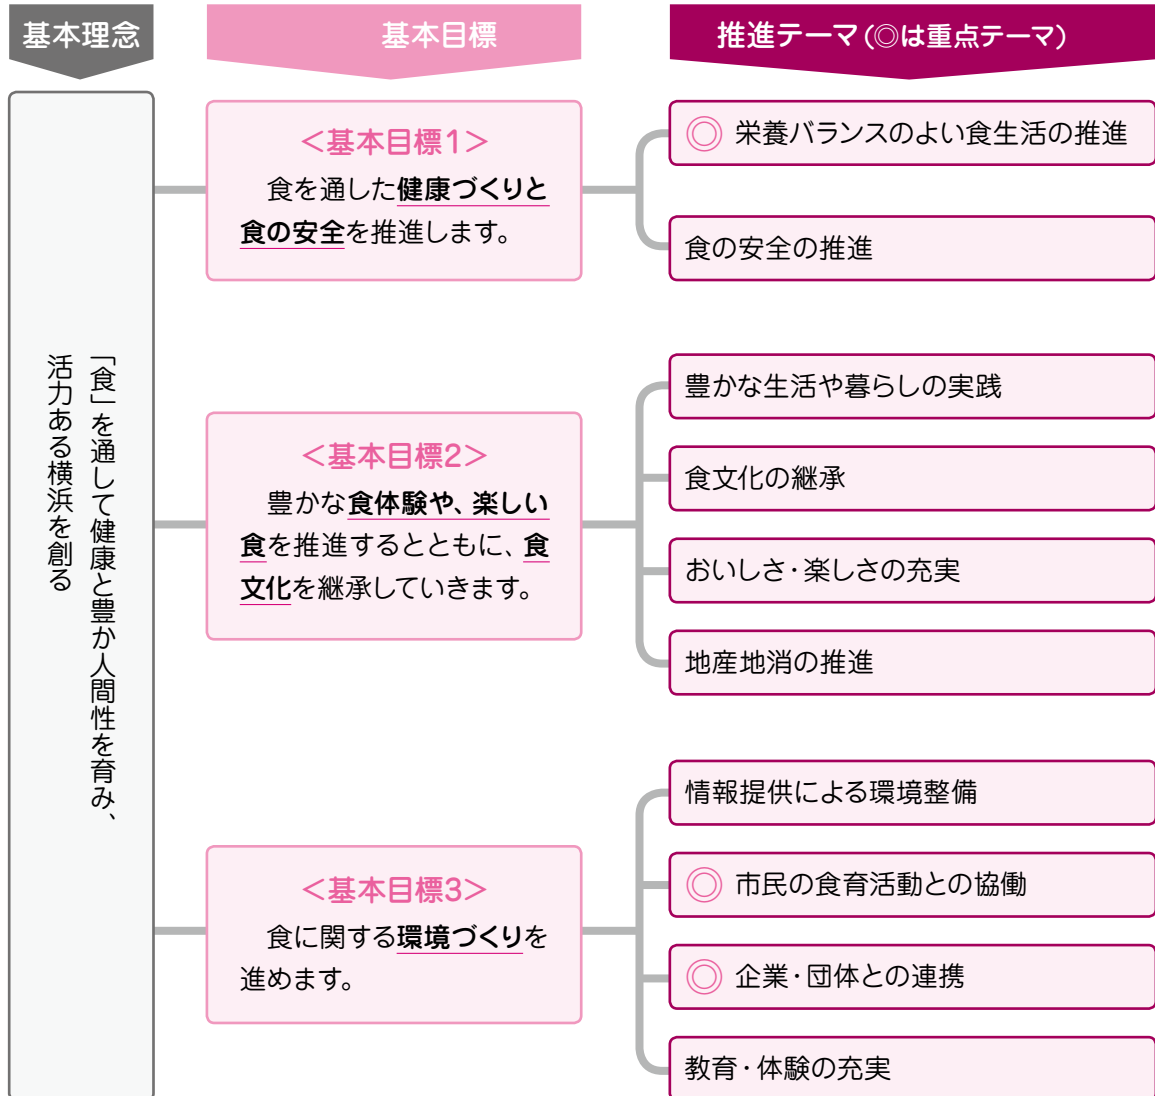 基本理念
基本目標
推進テーマ(◎は重点テーマ)
「食」を通して健康と豊か人間性を育み、
活力ある横浜を創る
<基本目標1>
食を通した健康づくりと
食の安全を推進します。
◎ 栄養バランスのよい食生活の推進
食の安全の推進
<基本目標2>
豊かな食体験や、楽しい
食を推進するとともに、食
文化を継承していきます。
豊かな生活や暮らしの実践
食文化の継承
おいしさ・楽しさの充実
地産地消の推進
<基本目標3>
食に関する環境づくりを
進めます。
情報提供による環境整備
◎ 市民の食育活動との協働
◎ 企業・団体との連携
教育・体験の充実